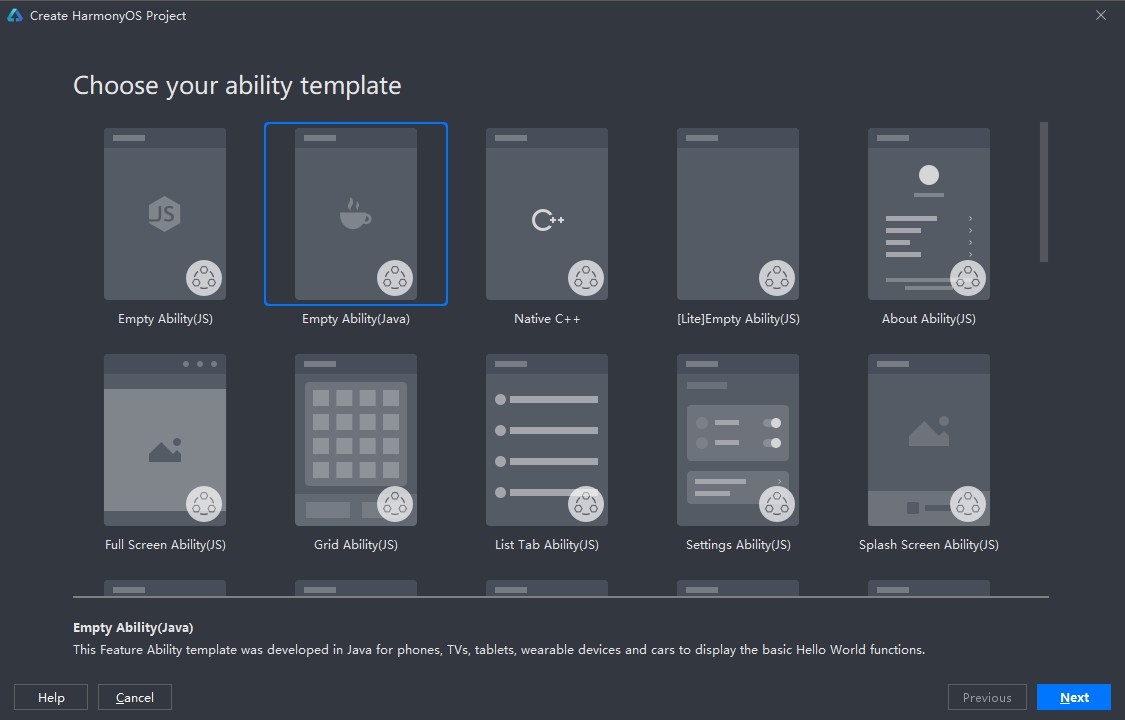 Create HarmonyOS Project
Choose your ability template
JS
C++
Empty Ability(JS)
Empty Ability(Java)
Native C++
[Lite]Empty Ability(JS)
About Ability(JS)
Full Screen Ability(JS)
Grid Ability(JS)
List Tab Ability(JS)
Settings Ability(JS)
Splash Screen Ability(JS)
Empty Ability(Java)
This Feature Ability template was developed in Java for phones, TVs, tablets, wearable devices and cars to display the basic Hello World functions.
Help
Cancel
Previous
Next